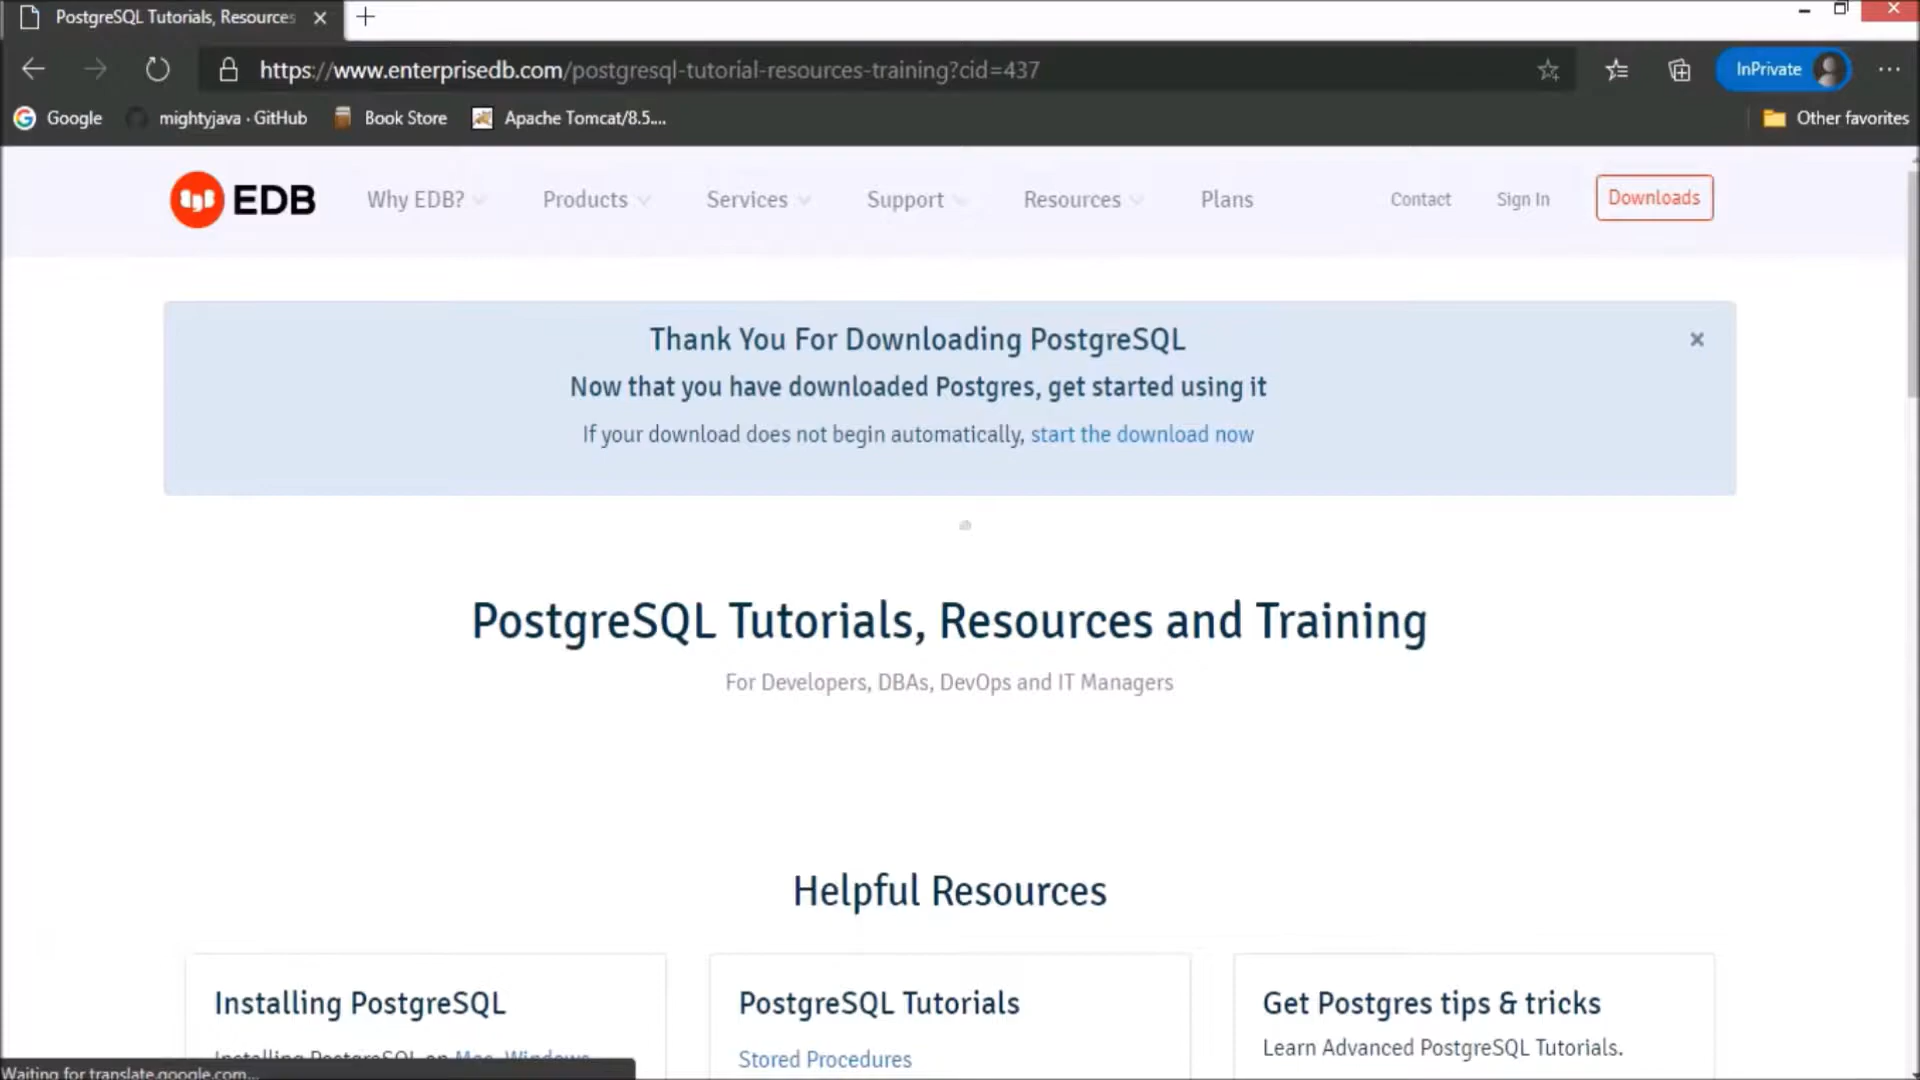 PostgreSQL Tutorials, Resources
https://www.enterprisedb.com/postgresql-tutorial-resources-training?cid=437
InPrivate
Google
mightyjava · GitHub
Book Store
Apache Tomcat/8.5....
Other favorites
EDB
Why EDB?
Products
Services
Support
Resources
Plans
Contact
Sign In
Downloads
Thank You For Downloading PostgreSQL
Now that you have downloaded Postgres, get started using it
If your download does not begin automatically, start the download now
PostgreSQL Tutorials, Resources and Training
For Developers, DBAs, DevOps and IT Managers
Helpful Resources
Installing PostgreSQL
Installing PostgreSQL on Mac, Windows
PostgreSQL Tutorials
Stored Procedures
Get Postgres tips & tricks
Learn Advanced PostgreSQL Tutorials.
Waiting for translate.google.com...